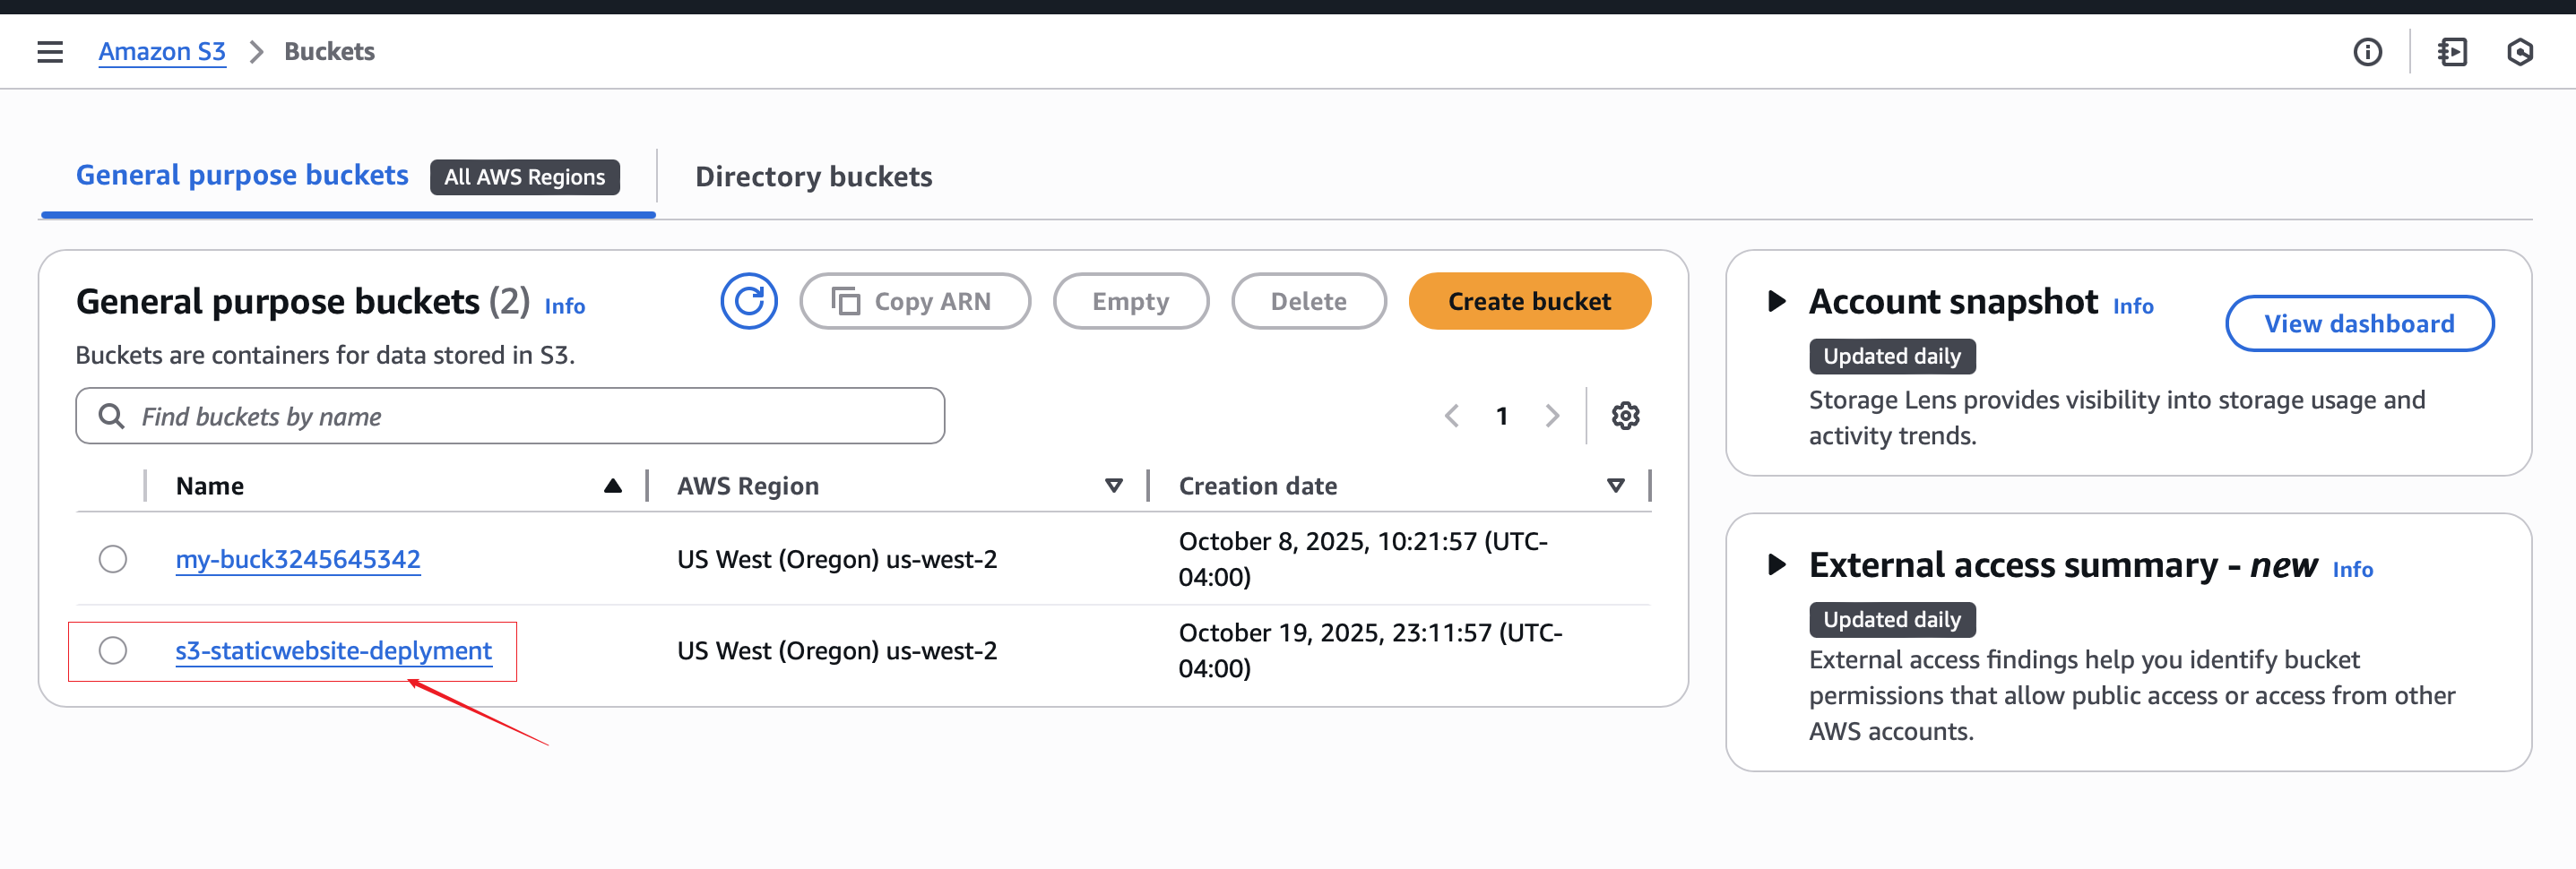 Amazon S3 > Buckets
General purpose buckets All AWS Regions Directory buckets
General purpose buckets (2) Info
Copy ARN Empty Delete Create bucket
Buckets are containers for data stored in S3.
Find buckets by name
1
Name AWS Region Creation date
my-buck3245645342 US West (Oregon) us-west-2 October 8, 2025, 10:21:57 (UTC-
04:00)
s3-staticwebsite-deplyment US West (Oregon) us-west-2 October 19, 2025, 23:11:57 (UTC-
04:00)
Account snapshot Info
View dashboard
Updated daily
Storage Lens provides visibility into storage usage and
activity trends.
External access summary - new Info
Updated daily
External access findings help you identify bucket
permissions that allow public access or access from other
AWS accounts.